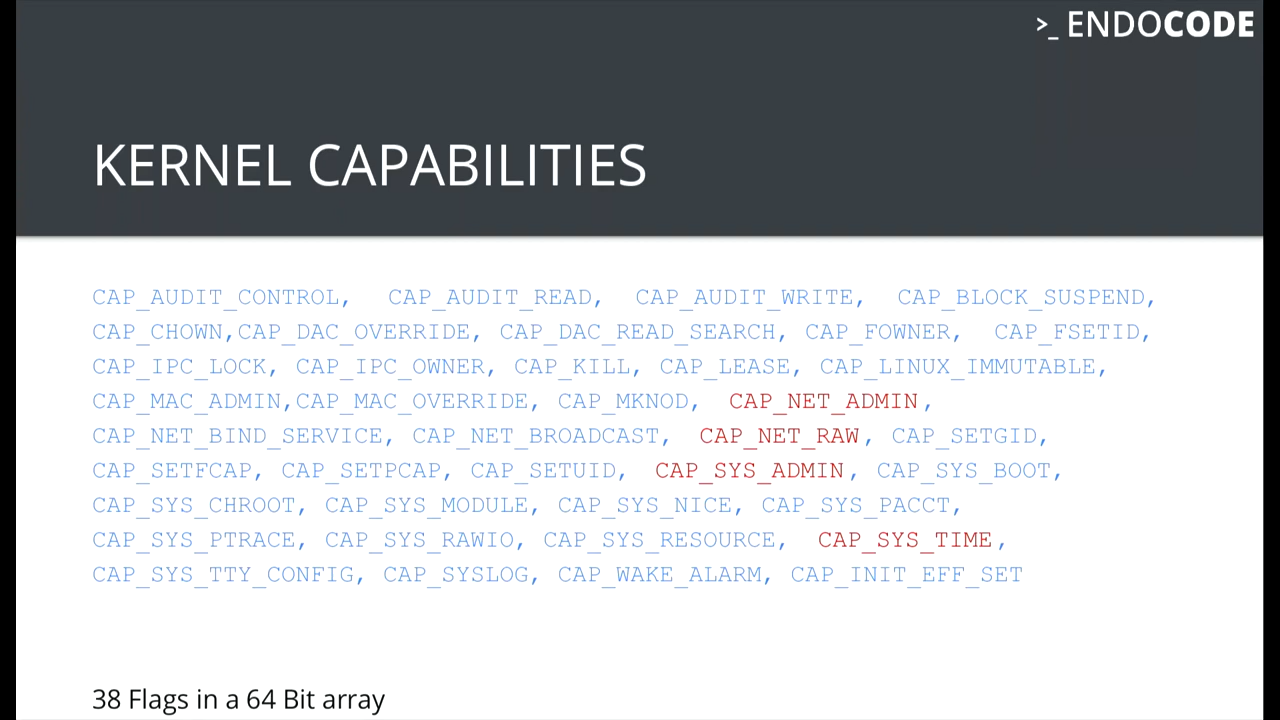 >_ ENDOCODE
KERNEL CAPABILITIES
CAP_AUDIT_CONTROL, CAP_AUDIT_READ, CAP_AUDIT_WRITE, CAP_BLOCK_SUSPEND,
CAP_CHOWN,CAP_DAC_OVERRIDE, CAP_DAC_READ_SEARCH, CAP_FOWNER, CAP_FSETID,
CAP_IPC_LOCK, CAP_IPC_OWNER, CAP_KILL, CAP_LEASE, CAP_LINUX_IMMUTABLE,
CAP_MAC_ADMIN,CAP_MAC_OVERRIDE, CAP_MKNOD, CAP_NET_ADMIN,
CAP_NET_BIND_SERVICE, CAP_NET_BROADCAST, CAP_NET_RAW, CAP_SETGID,
CAP_SETFCAP, CAP_SETPCAP, CAP_SETUID, CAP_SYS_ADMIN, CAP_SYS_BOOT,
CAP_SYS_CHROOT, CAP_SYS_MODULE, CAP_SYS_NICE, CAP_SYS_PACCT,
CAP_SYS_PTRACE, CAP_SYS_RAWIO, CAP_SYS_RESOURCE, CAP_SYS_TIME,
CAP_SYS_TTY_CONFIG, CAP_SYSLOG, CAP_WAKE_ALARM, CAP_INIT_EFF_SET
38 Flags in a 64 Bit array